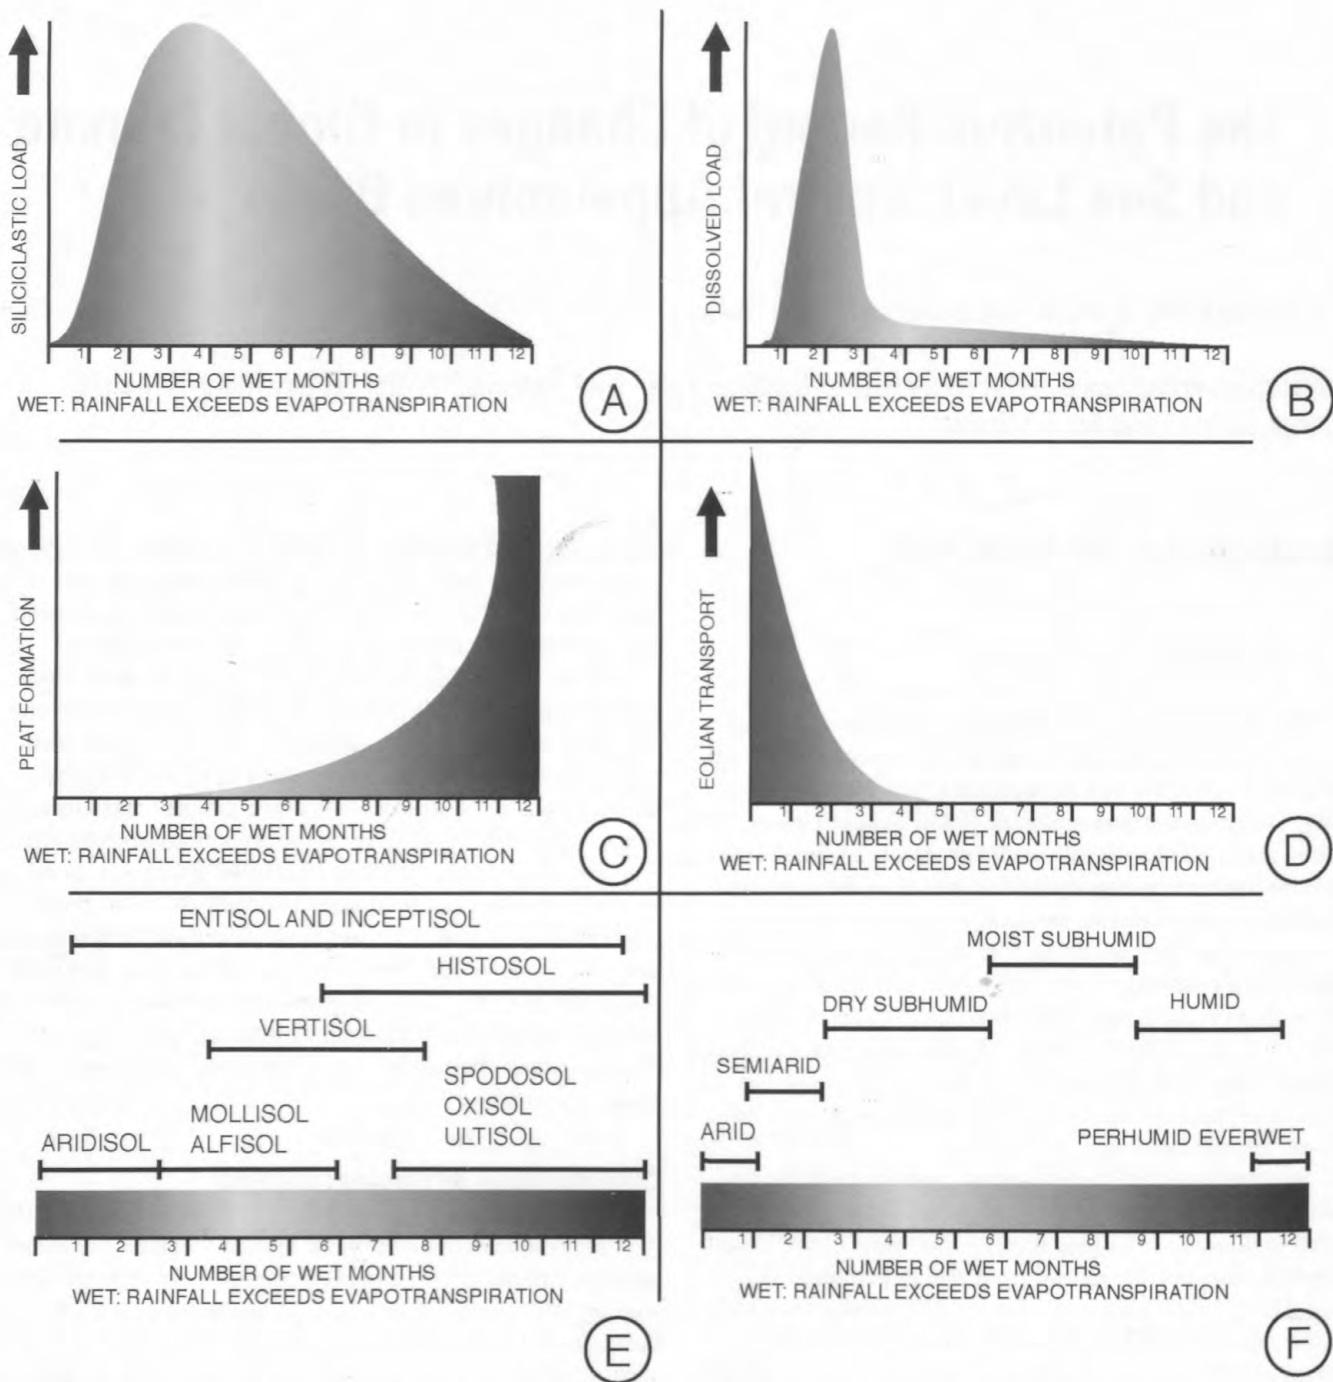 SILICICLASTIC LOAD
1 2 3 4 5 6 7 8 9 10 11 12
NUMBER OF WET MONTHS
WET: RAINFALL EXCEEDS EVAPOTRANSPIRATION
A
DISSOLVED LOAD
1 2 3 4 5 6 7 8 9 10 11 12
NUMBER OF WET MONTHS
WET: RAINFALL EXCEEDS EVAPOTRANSPIRATION
B
PEAT FORMATION
1 2 3 4 5 6 7 8 9 10 11 12
NUMBER OF WET MONTHS
WET: RAINFALL EXCEEDS EVAPOTRANSPIRATION
C
EOLIAN TRANSPORT
1 2 3 4 5 6 7 8 9 10 11 12
NUMBER OF WET MONTHS
WET: RAINFALL EXCEEDS EVAPOTRANSPIRATION
D
ENTISOL AND INCEPTISOL
HISTOSOL
VERTISOL
SPODOSOL
OXISOL
ULTISOL
MOLLISOL
ALFISOL
ARIDISOL
1 2 3 4 5 6 7 8 9 10 11 12
NUMBER OF WET MONTHS
WET: RAINFALL EXCEEDS EVAPOTRANSPIRATION
E
MOIST SUBHUMID
DRY SUBHUMID
HUMID
SEMIARID
ARID
PERHUMID EVERWET
1 2 3 4 5 6 7 8 9 10 11 12
NUMBER OF WET MONTHS
WET: RAINFALL EXCEEDS EVAPOTRANSPIRATION
F